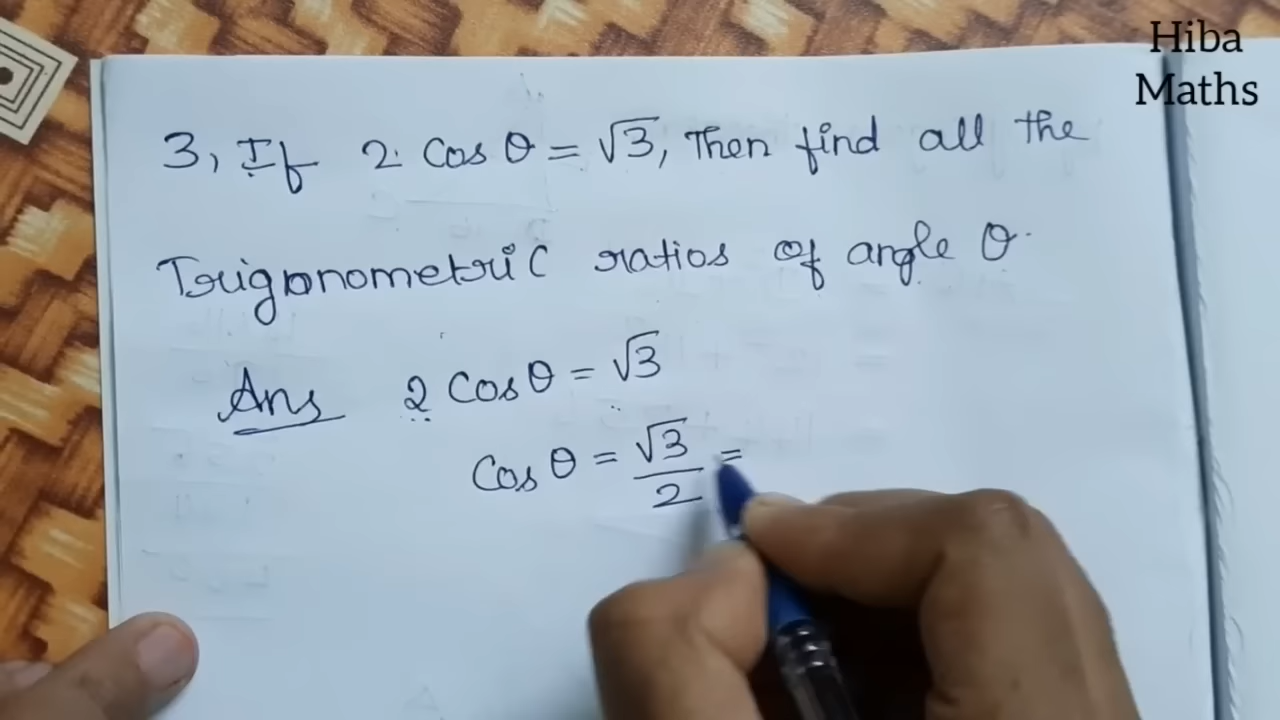 Hiba
Maths
3, If 2 Cos θ = √3, Then find all the
Trigonometric ratios of angle θ.
Ans 2 Cos θ = √3
Cos θ = √3/2 =